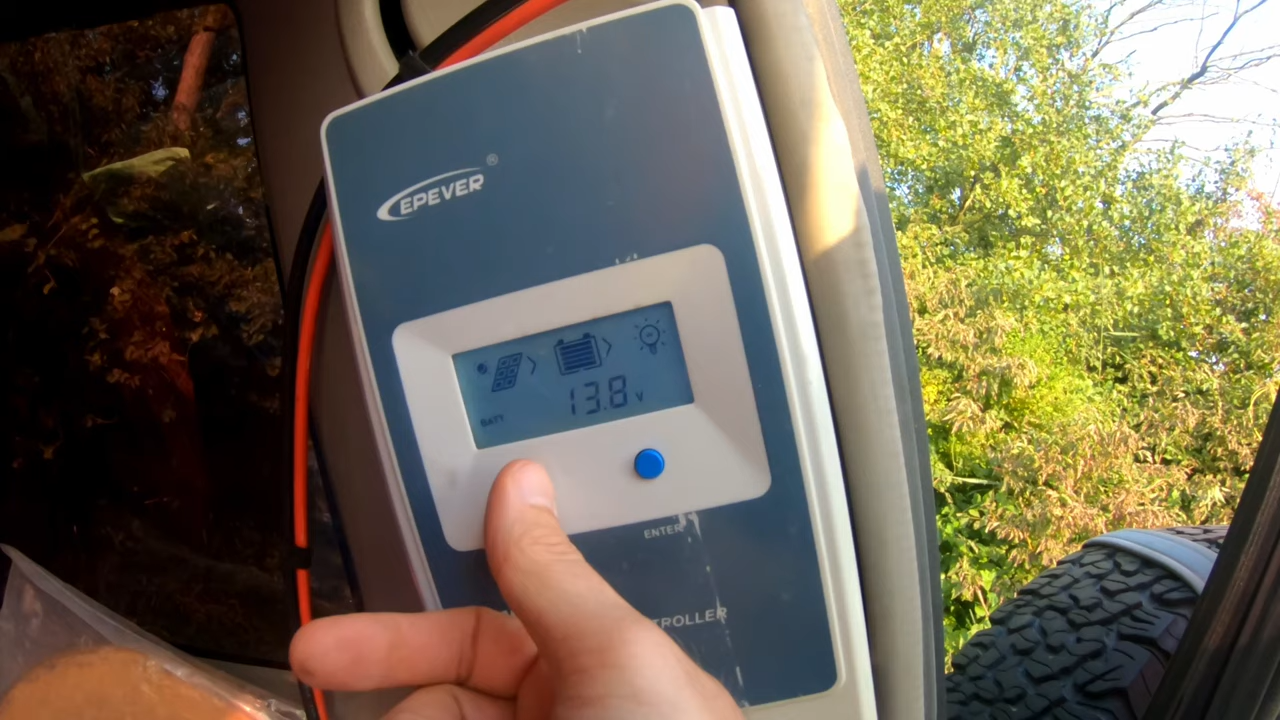 EPEVER®
BATT
13.8 V
ENTER
TROLLER